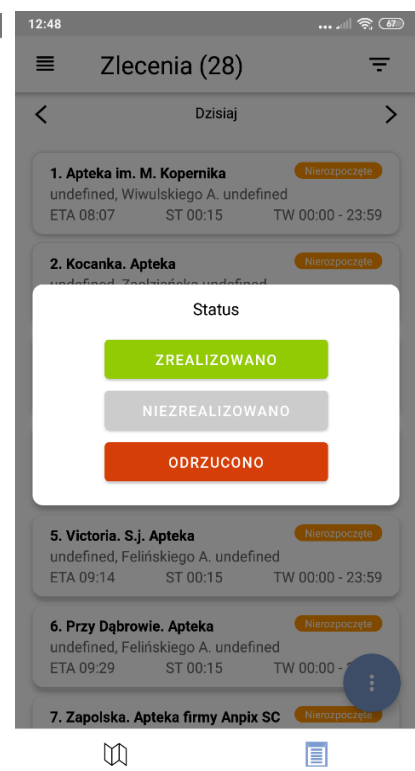 12:48
67
Zlecenia (28)
Dzisiaj
1. Apteka im. M. Kopernika
Nierozpoczęte
undefined, Wiwulskiego A. undefined
ETA 08:07 ST 00:15 TW 00:00 - 23:59
2. Kocanka. Apteka
Nierozpoczęte
undefined, Zaolziańska undefined
Status
ZREALIZOWANO
NIEZREALIZOWANO
ODRZUCONO
5. Victoria. S.j. Apteka
Nierozpoczęte
undefined, Felińskiego A. undefined
ETA 09:14 ST 00:15 TW 00:00 - 23:59
6. Przy Dąbrowie. Apteka
Nierozpoczęte
undefined, Felińskiego A. undefined
ETA 09:29 ST 00:15 TW 00:00 -
7. Zapolska. Apteka firmy Anpix SC
Nierozpoczęte